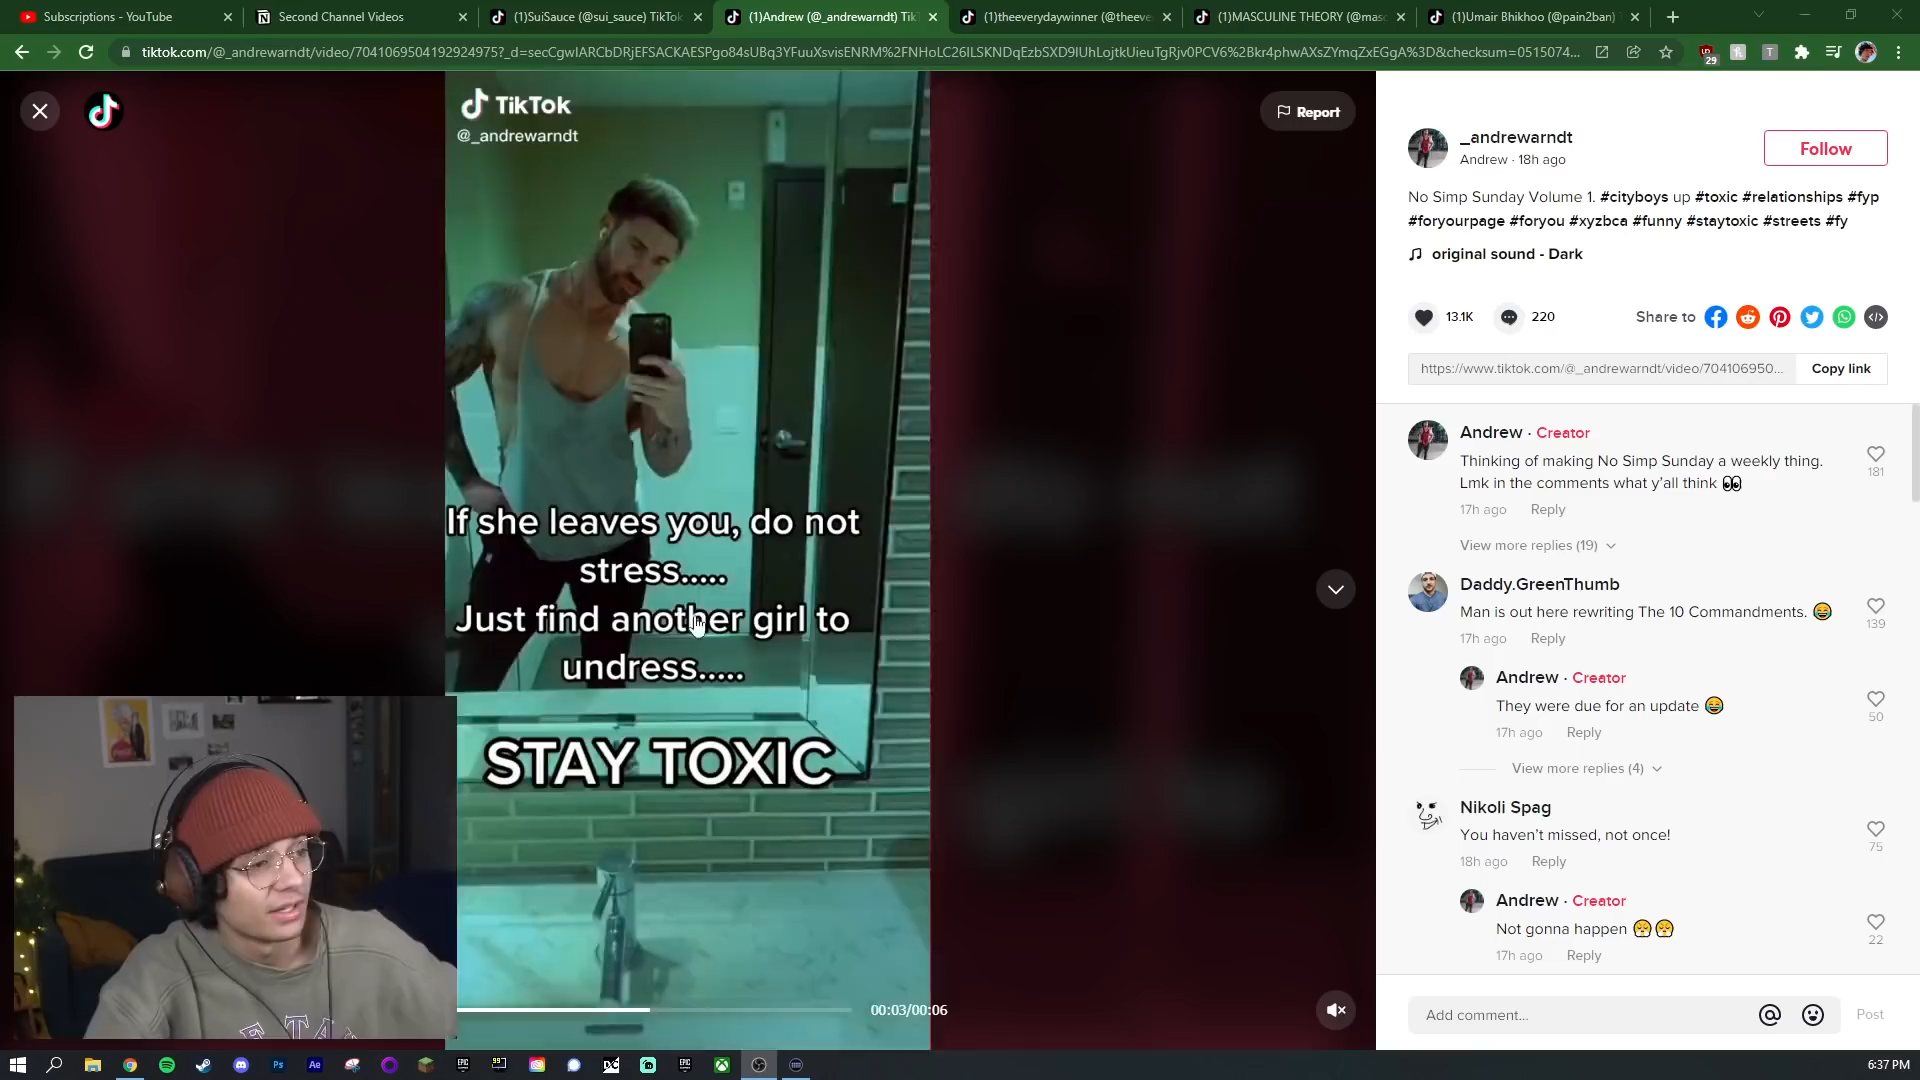 Subscriptions - YouTube
Second Channel Videos
(1)SuiSauce (@sui_sauce) TikTok
(1)Andrew (@_andrewarndt) TikT
(1)theeverydaywinner (@theeve
(1)MASCULINE THEORY (@masc
(1)Umair Bhikhoo (@pain2ban) T
29
TikTok
@_andrewarndt
Report
If she leaves you, do not
stress.....
Just find another girl to
undress.....
STAY TOXIC
00:03/00:06
_andrewarndt
Andrew · 18h ago
Follow
No Simp Sunday Volume 1. #cityboys up #toxic #relationships #fyp
#foryourpage #foryou #xyzbca #funny #staytoxic #streets #fy
original sound - Dark
13.1K
220
Share to
https://www.tiktok.com/@_andrewarndt/video/704106950...
Copy link
Andrew · Creator
Thinking of making No Simp Sunday a weekly thing.
Lmk in the comments what y'all think 👀
181
17h ago Reply
View more replies (19)
Daddy.GreenThumb
Man is out here rewriting The 10 Commandments. 😂
139
17h ago Reply
Andrew · Creator
They were due for an update 😂
50
17h ago Reply
View more replies (4)
Nikoli Spag
You haven't missed, not once!
75
18h ago Reply
Andrew · Creator
Not gonna happen 😤😤
22
17h ago Reply
Add comment...
Post
6:37 PM